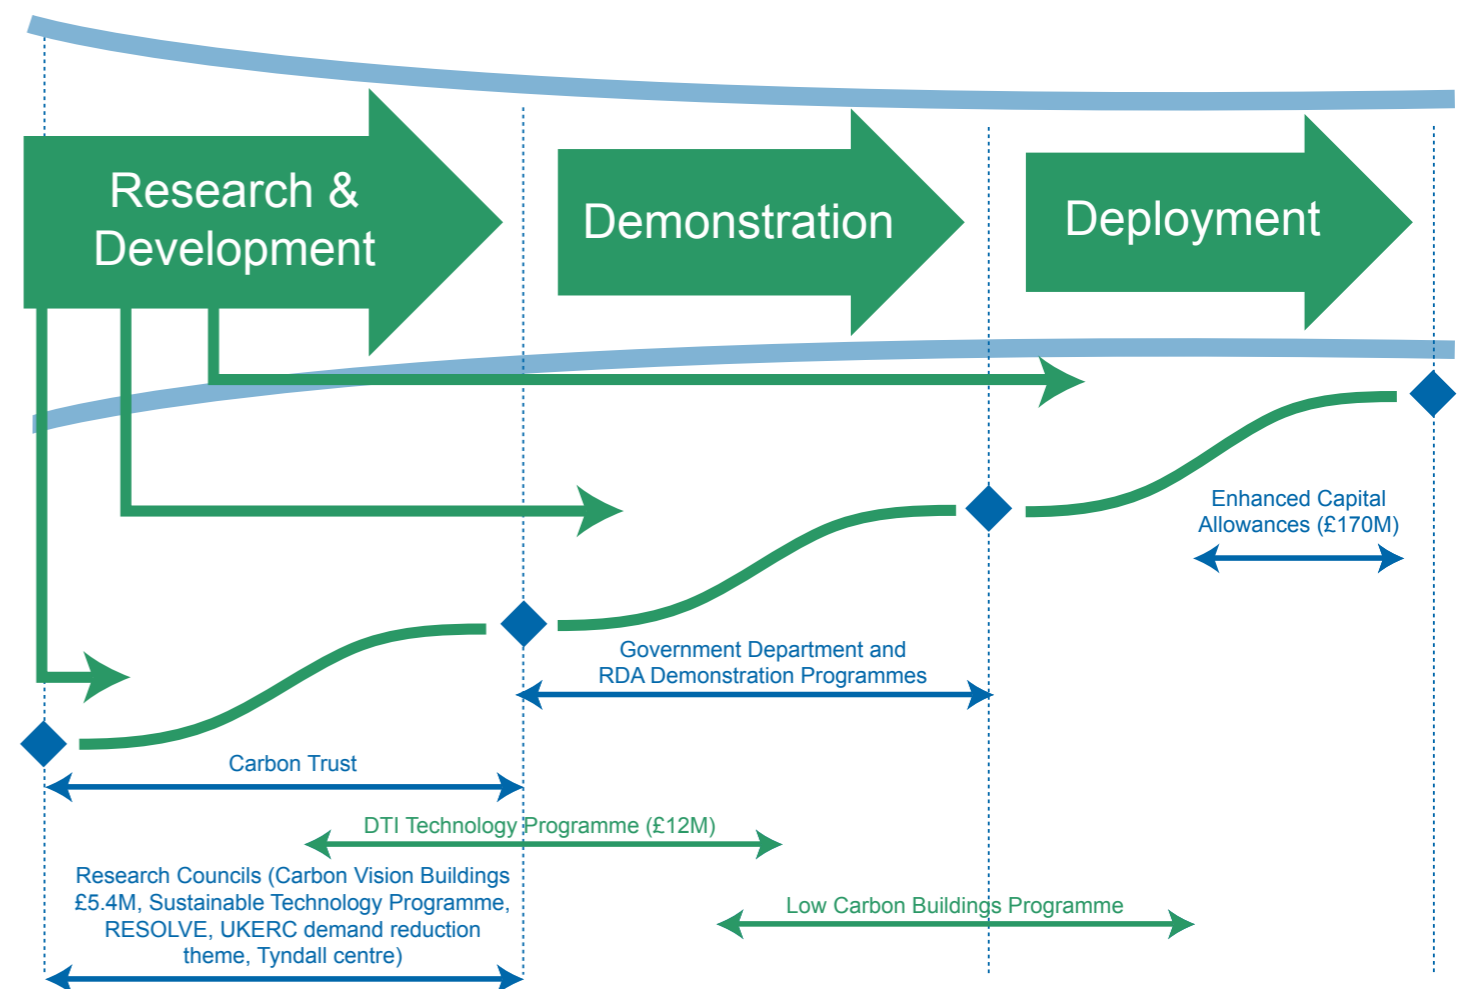 Research &
Development
Demonstration
Deployment
Enhanced Capital
Allowances (£170M)
Government Department and
RDA Demonstration Programmes
Carbon Trust
DTI Technology Programme (£12M)
Research Councils (Carbon Vision Buildings
£5.4M, Sustainable Technology Programme,
RESOLVE, UKERC demand reduction
theme, Tyndall centre)
Low Carbon Buildings Programme